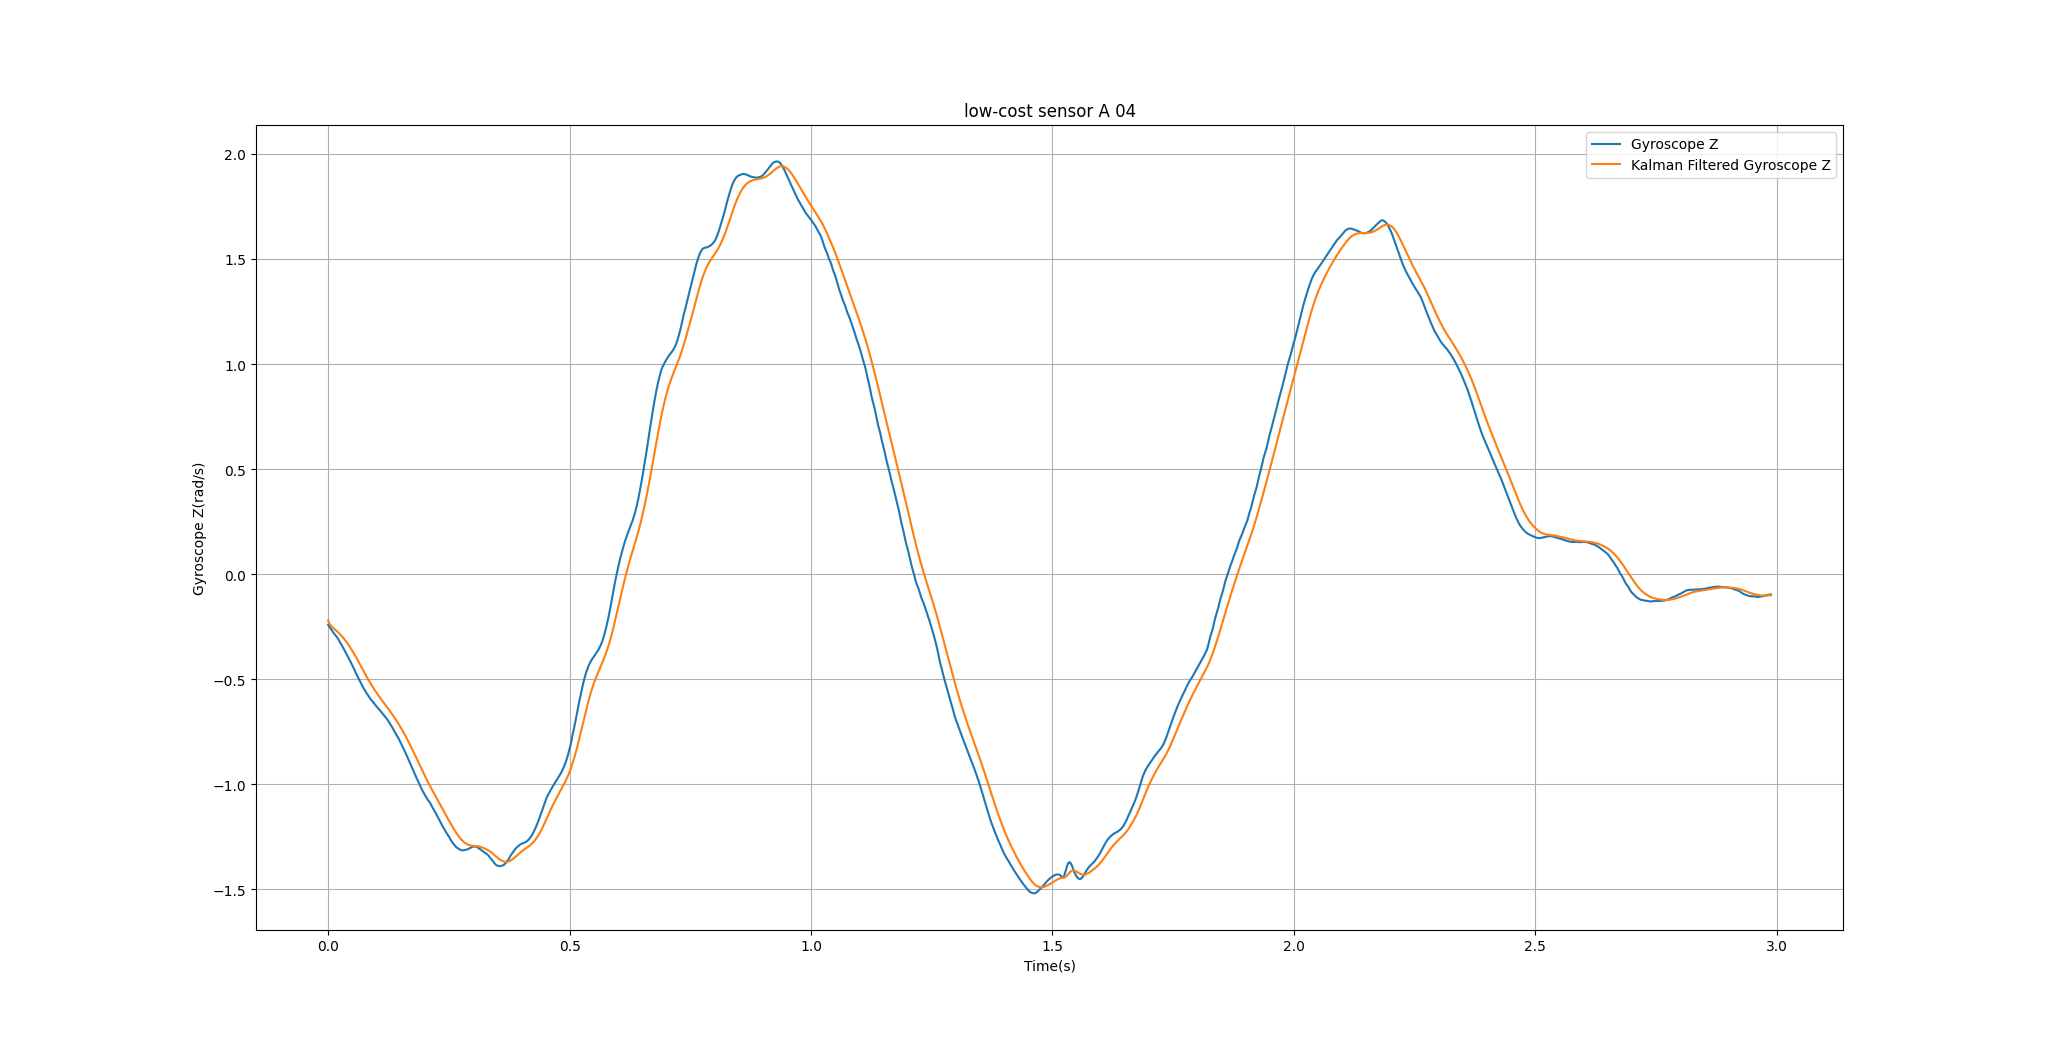 low-cost sensor A 04
Gyroscope Z
Kalman Filtered Gyroscope Z
Gyroscope Z(rad/s)
2.0
1.5
1.0
0.5
0.0
−0.5
−1.0
−1.5
0.0 0.5 1.0 1.5 2.0 2.5 3.0
Time(s)